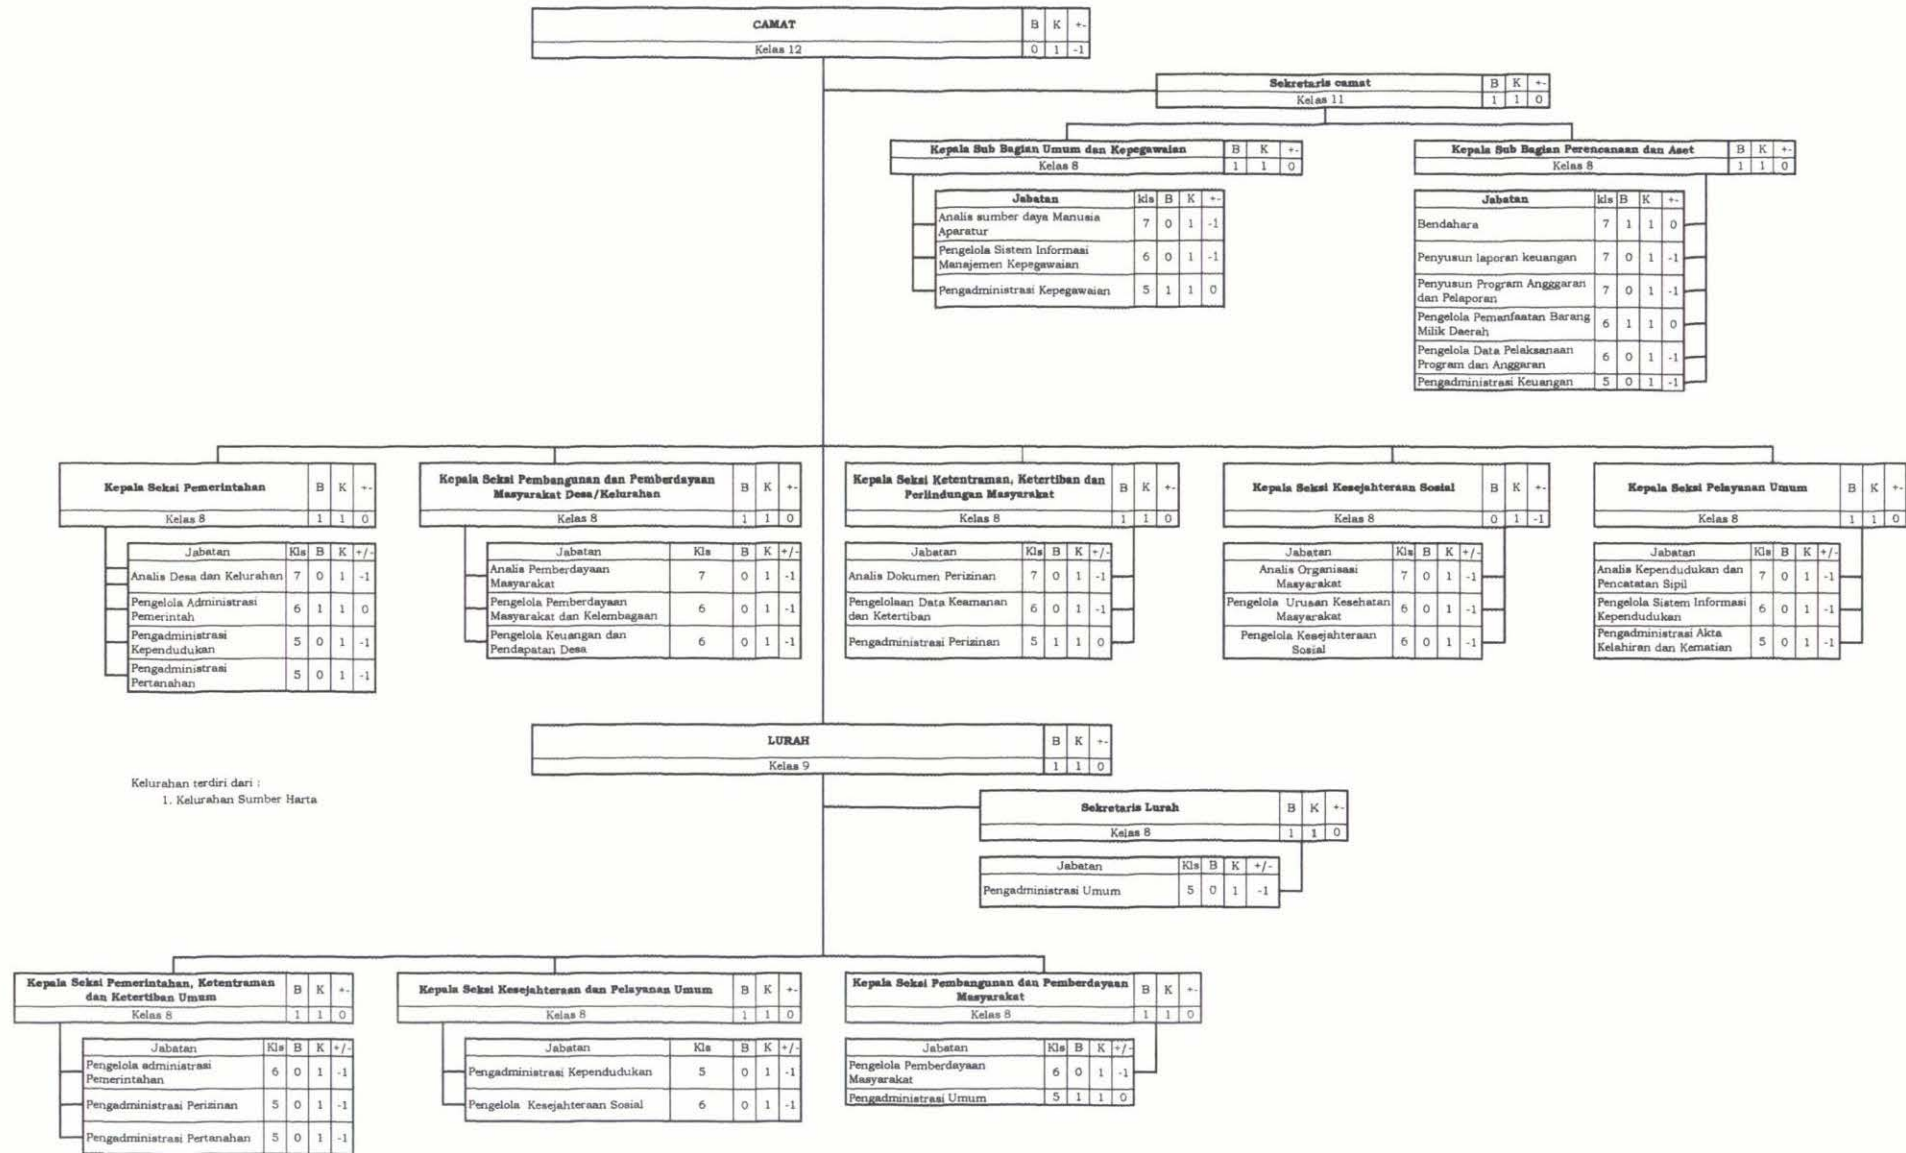 CAMAT B K +-
Kelas 12 0 1 -1
Sekretaris camat B K +-
Kelas 11 1 1 0
Kepala Sub Bagian Umum dan Kepegawaian B K +-
Kelas 8 1 1 0
Jabatan kls B K +-
Analis sumber daya Manusia
Aparatur 7 0 1 -1
Pengelola Sistem Informasi
Manajemen Kepegawaian 6 0 1 -1
Pengadministrasi Kepegawaian 5 1 1 0
Kepala Sub Bagian Perencanaan dan Aset B K +-
Kelas 8 1 1 0
Jabatan kls B K +-
Bendahara 7 1 1 0
Penyusun laporan keuangan 7 0 1 -1
Penyusun Program Angggaran
dan Pelaporan 7 0 1 -1
Pengelola Pemanfaatan Barang
Milik Daerah 6 1 1 0
Pengelola Data Pelaksanaan
Program dan Anggaran 6 0 1 -1
Pengadministrasi Keuangan 5 0 1 -1
Kepala Seksi Pemerintahan B K +-
Kelas 8 1 1 0
Jabatan Kls B K +/-
Analis Desa dan Kelurahan 7 0 1 -1
Pengelola Administrasi
Pemerintah 6 1 1 0
Pengadministrasi
Kependudukan 5 0 1 -1
Pengadministrasi
Pertanahan 5 0 1 -1
Kepala Seksi Pembangunan dan Pemberdayaan
Masyarakat Desa/Kelurahan B K +-
Kelas 8 1 1 0
Jabatan Kls B K +/-
Analis Pemberdayaan
Masyarakat 7 0 1 -1
Pengelola Pemberdayaan
Masyarakat dan Kelembagaan 6 0 1 -1
Pengelola Keuangan dan
Pendapatan Desa 6 0 1 -1
Kepala Seksi Ketentraman, Ketertiban dan
Perlindungan Masyarakat B K +-
Kelas 8 1 1 0
Jabatan Kls B K +/-
Analis Dokumen Perizinan 7 0 1 -1
Pengelolaan Data Keamanan
dan Ketertiban 6 0 1 -1
Pengadministrasi Perizinan 5 1 1 0
Kepala Seksi Kesejahteraan Sosial B K +-
Kelas 8 0 1 -1
Jabatan Kls B K +/-
Analis Organisasi
Masyarakat 7 0 1 -1
Pengelola Urusan Kesehatan
Masyarakat 6 0 1 -1
Pengelola Kesejahteraan
Sosial 6 0 1 -1
Kepala Seksi Pelayanan Umum B K +-
Kelas 8 1 1 0
Jabatan Kls B K +/-
Analis Kependudukan dan
Pencatatan Sipil 7 0 1 -1
Pengelola Sistem Informasi
Kependudukan 6 0 1 -1
Pengadministrasi Akta
Kelahiran dan Kematian 5 0 1 -1
LURAH B K +-
Kelas 9 1 1 0
Kelurahan terdiri dari :
1. Kelurahan Sumber Harta
Sekretaris Lurah B K +-
Kelas 8 1 1 0
Jabatan Kls B K +/-
Pengadministrasi Umum 5 0 1 -1
Kepala Seksi Pemerintahan, Ketentraman
dan Ketertiban Umum B K +-
Kelas 8 1 1 0
Jabatan Kls B K +/-
Pengelola administrasi
Pemerintahan 6 0 1 -1
Pengadministrasi Perizinan 5 0 1 -1
Pengadministrasi Pertanahan 5 0 1 -1
Kepala Seksi Kesejahteraan dan Pelayanan Umum B K +-
Kelas 8 1 1 0
Jabatan Kls B K +/-
Pengadministrasi Kependudukan 5 0 1 -1
Pengelola Kesejahteraan Sosial 6 0 1 -1
Kepala Seksi Pembangunan dan Pemberdayaan
Masyarakat B K +-
Kelas 8 1 1 0
Jabatan Kls B K +/-
Pengelola Pemberdayaan
Masyarakat 6 0 1 -1
Pengadministrasi Umum 5 1 1 0